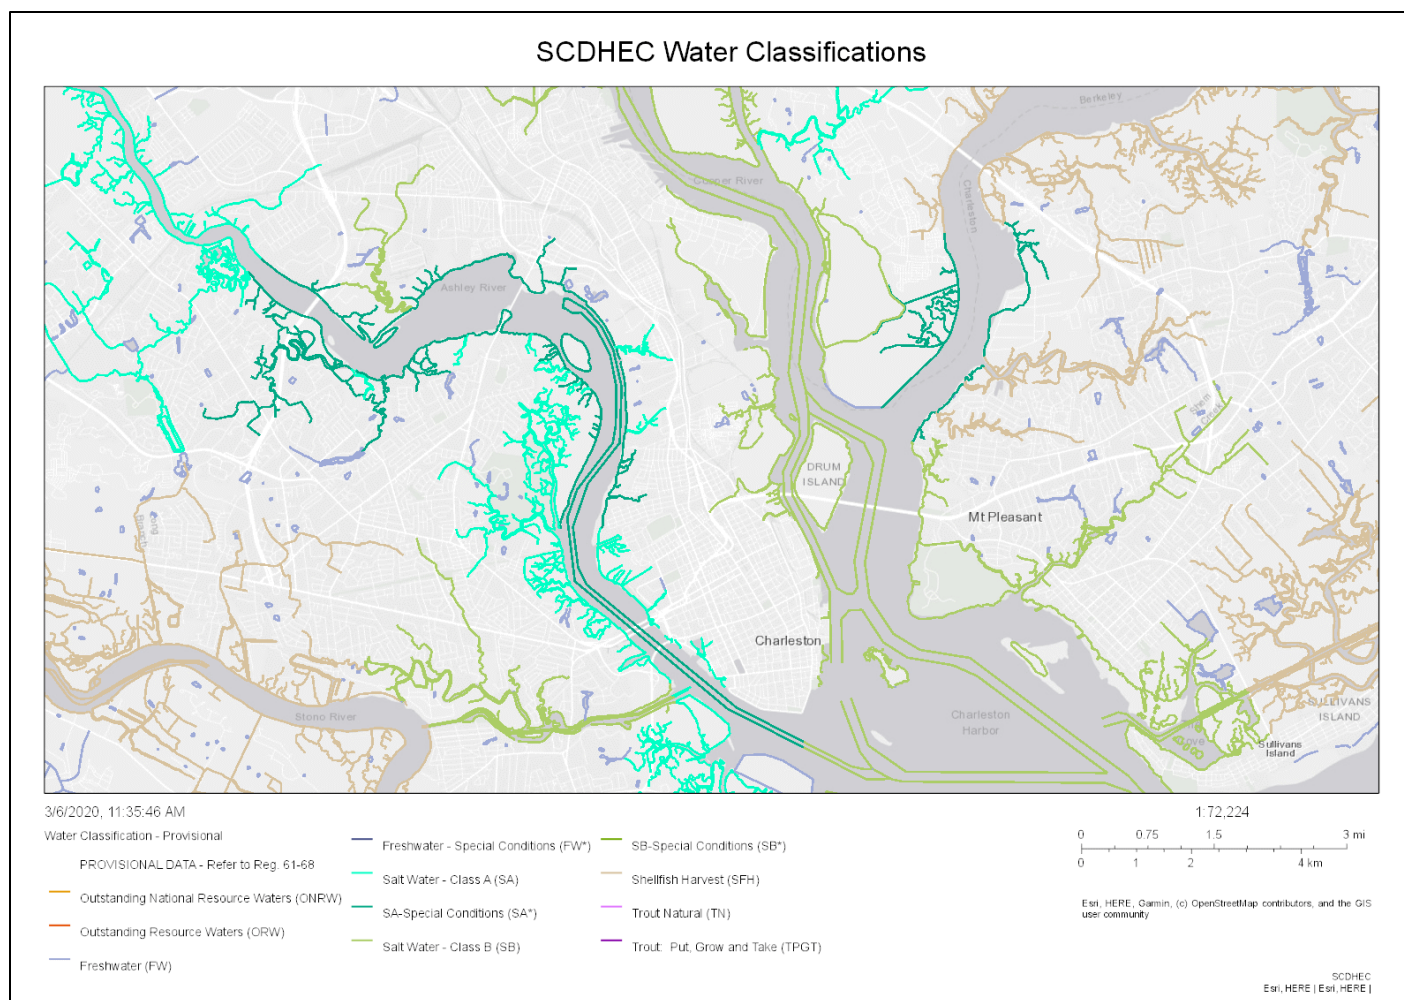 SCDHEC Water Classifications
Berkeley
Cooper River
Charleston
Ashley River
Shem
Creek
DRUM
ISLAND
Mt Pleasant
Long
Branch
Charleston
Stono River
Charleston
Harbor
SULLIVANS
ISLAND
Cove
Sullivans
Island
3/6/2020, 11:35:46 AM
1:72,224
Water Classification - Provisional
PROVISIONAL DATA - Refer to Reg. 61-68
Outstanding National Resource Waters (ONRW)
Outstanding Resource Waters (ORW)
Freshwater (FW)
Freshwater - Special Conditions (FW*)
Salt Water - Class A (SA)
SA-Special Conditions (SA*)
Salt Water - Class B (SB)
SB-Special Conditions (SB*)
Shellfish Harvest (SFH)
Trout Natural (TN)
Trout: Put, Grow and Take (TPGT)
0 0.75 1.5 3 mi
0 1 2 4 km
Esri, HERE, Garmin, (c) OpenStreetMap contributors, and the GIS
user community
SCDHEC
Esri, HERE | Esri, HERE |